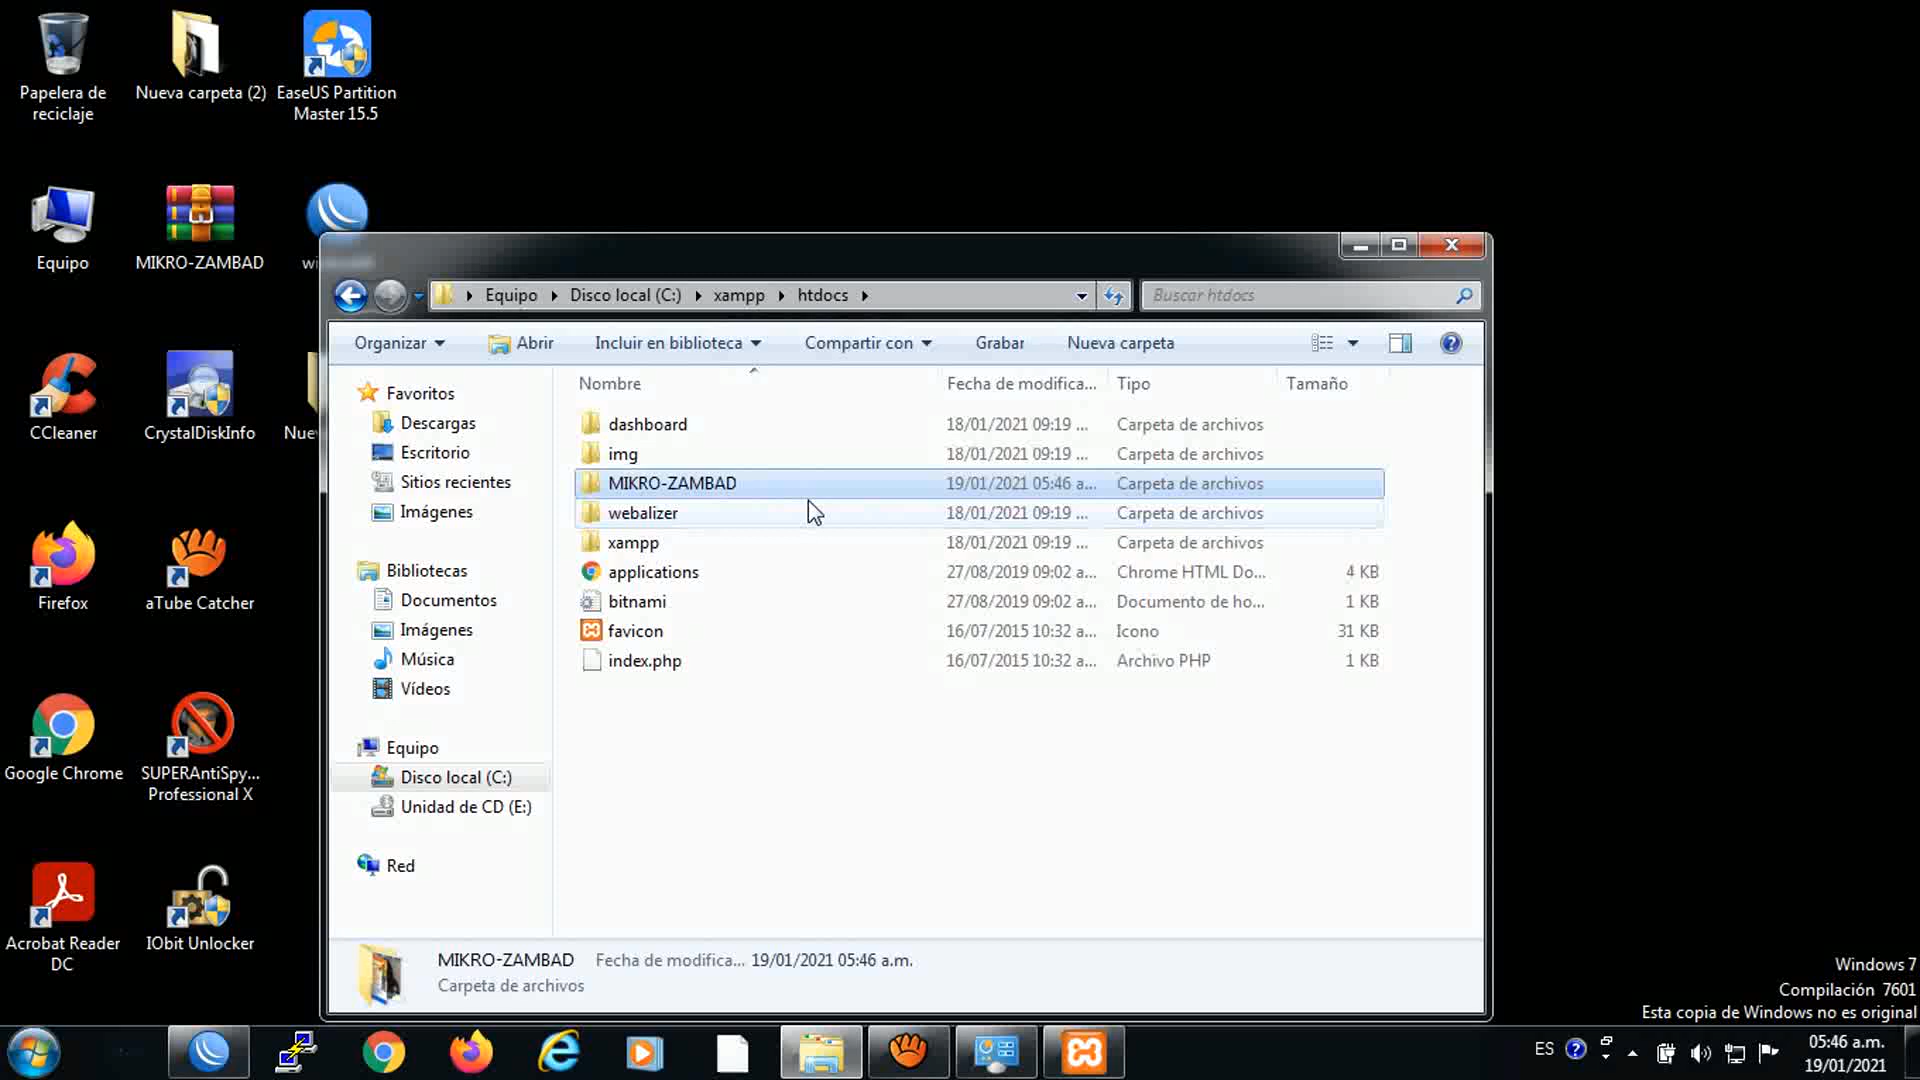 Papelera de
reciclaje
Nueva carpeta (2)
EaseUS Partition
Master 15.5
Equipo
MIKRO-ZAMBAD
CCleaner
CrystalDiskInfo
Firefox
aTube Catcher
Google Chrome
SUPERAntiSpy...
Professional X
Acrobat Reader
DC
IObit Unlocker
Equipo
Disco local (C:)
xampp
htdocs
Buscar htdocs
Organizar
Abrir
Incluir en biblioteca
Compartir con
Grabar
Nueva carpeta
Favoritos
Descargas
Escritorio
Sitios recientes
Imágenes
Bibliotecas
Documentos
Imágenes
Música
Vídeos
Equipo
Disco local (C:)
Unidad de CD (E:)
Red
Nombre Fecha de modifica... Tipo Tamaño
dashboard 18/01/2021 09:19 ... Carpeta de archivos
img 18/01/2021 09:19 ... Carpeta de archivos
MIKRO-ZAMBAD 19/01/2021 05:46 a... Carpeta de archivos
webalizer 18/01/2021 09:19 ... Carpeta de archivos
xampp 18/01/2021 09:19 ... Carpeta de archivos
applications 27/08/2019 09:02 a... Chrome HTML Do... 4 KB
bitnami 27/08/2019 09:02 a... Documento de ho... 1 KB
favicon 16/07/2015 10:32 a... Icono 31 KB
index.php 16/07/2015 10:32 a... Archivo PHP 1 KB
MIKRO-ZAMBAD Fecha de modifica... 19/01/2021 05:46 a.m.
Carpeta de archivos
Windows 7
Compilación 7601
Esta copia de Windows no es original
ES
05:46 a.m.
19/01/2021